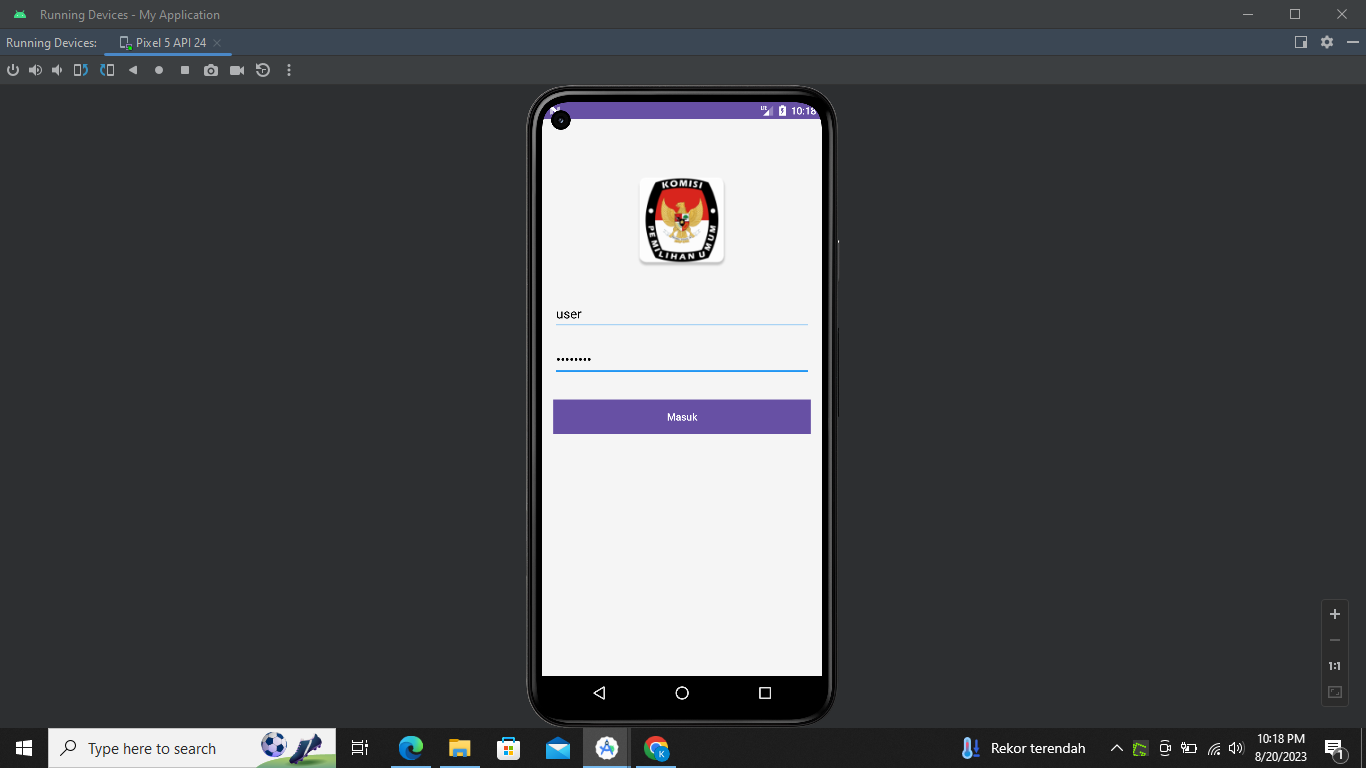 Running Devices - My Application
Running Devices:
Pixel 5 API 24
10:18
KOMISI
PEMILIHAN UMUM
user
••••••••
Masuk
1:1
Type here to search
K
Rekor terendah
10:18 PM
8/20/2023
1